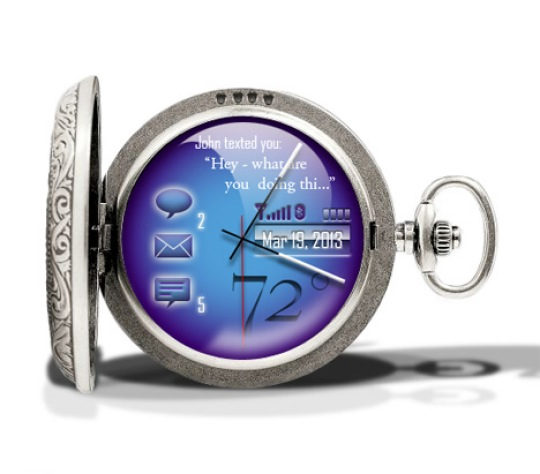 John texted you:
“Hey - what are
you doing thi...”
2
Mar 19, 2013
5
72°